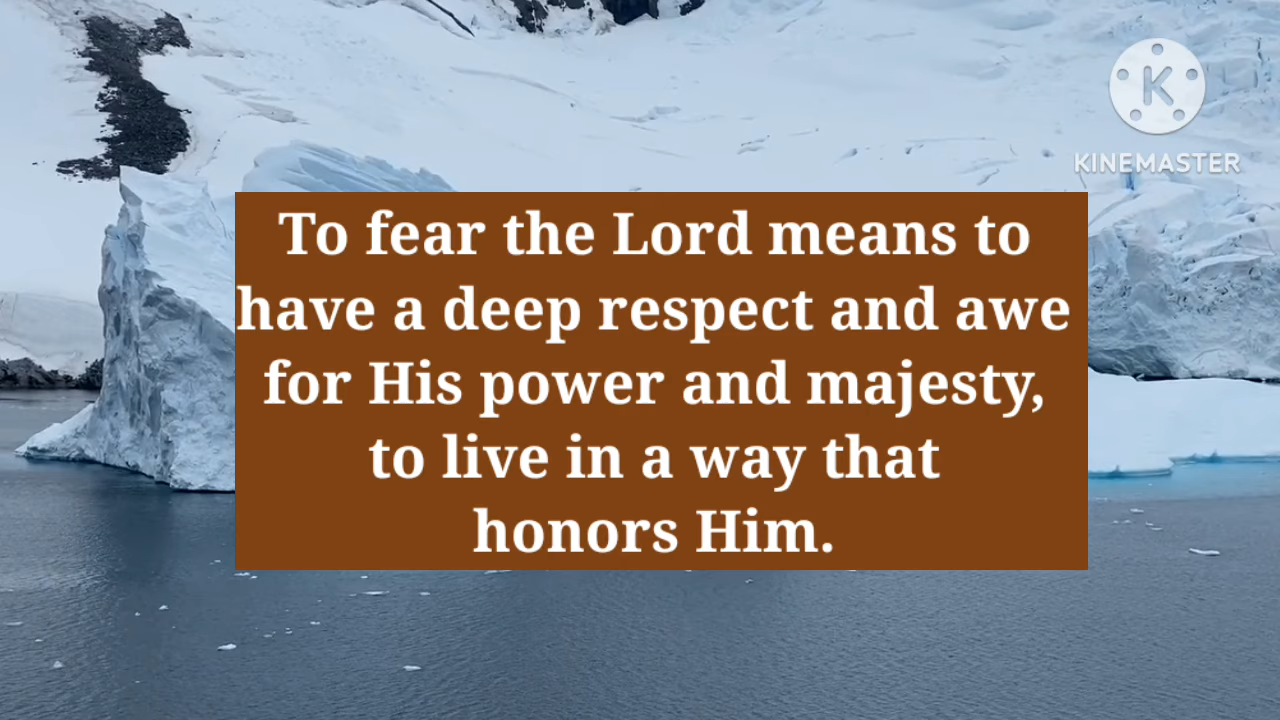 K
KINEMASTER
To fear the Lord means to
have a deep respect and awe
for His power and majesty,
to live in a way that
honors Him.